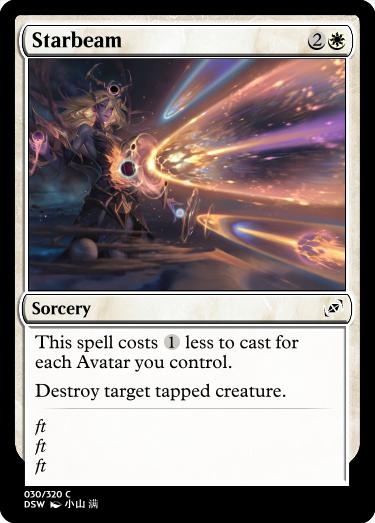 Starbeam 2
Sorcery
This spell costs 1 less to cast for
each Avatar you control.
Destroy target tapped creature.
ft
ft
ft
030/320 C
DSW 小山 满